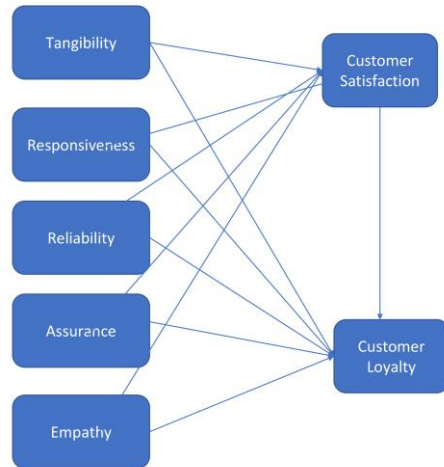 Tangibility
Customer
Satisfaction
Responsiveness
Reliability
Assurance
Customer
Loyalty
Empathy